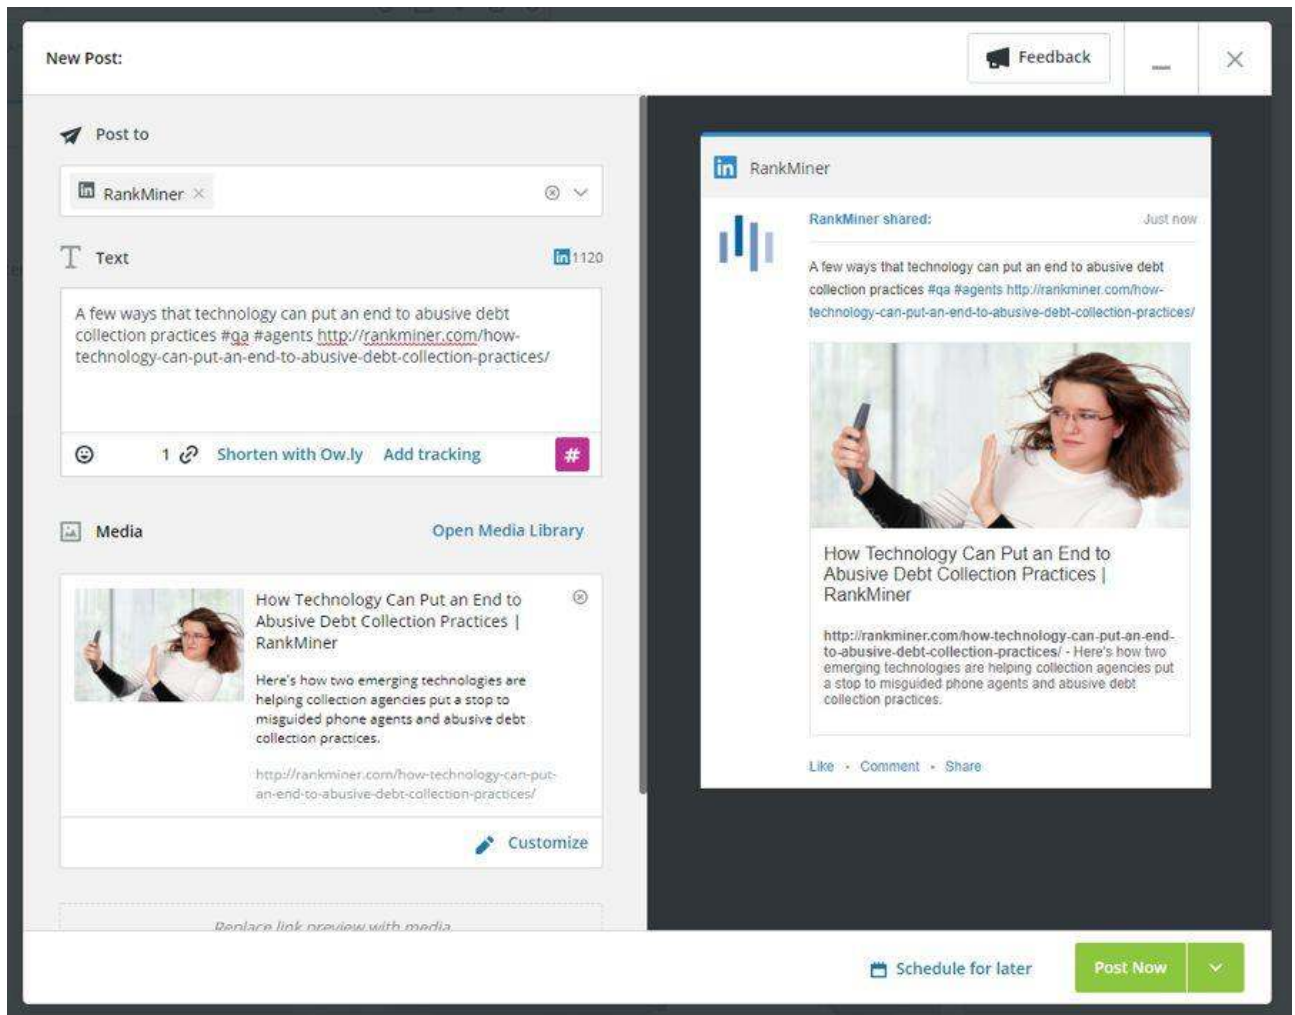 New Post:
Feedback
Post to
in RankMiner
Text
in 1120
A few ways that technology can put an end to abusive debt
collection practices #qa #agents http://rankminer.com/how-
technology-can-put-an-end-to-abusive-debt-collection-practices/
1 Shorten with Ow.ly Add tracking #
Media
Open Media Library
How Technology Can Put an End to
Abusive Debt Collection Practices |
RankMiner
Here's how two emerging technologies are
helping collection agencies put a stop to
misguided phone agents and abusive debt
collection practices.
http://rankminer.com/how-technology-can-put-
an-end-to-abusive-debt-collection-practices/
Customize
Replace link preview with media
in RankMiner
RankMiner shared:
Just now
A few ways that technology can put an end to abusive debt
collection practices #qa #agents http://rankminer.com/how-
technology-can-put-an-end-to-abusive-debt-collection-practices/
How Technology Can Put an End to
Abusive Debt Collection Practices |
RankMiner
http://rankminer.com/how-technology-can-put-an-end-
to-abusive-debt-collection-practices/ - Here's how two
emerging technologies are helping collection agencies put
a stop to misguided phone agents and abusive debt
collection practices.
Like · Comment · Share
Schedule for later
Post Now